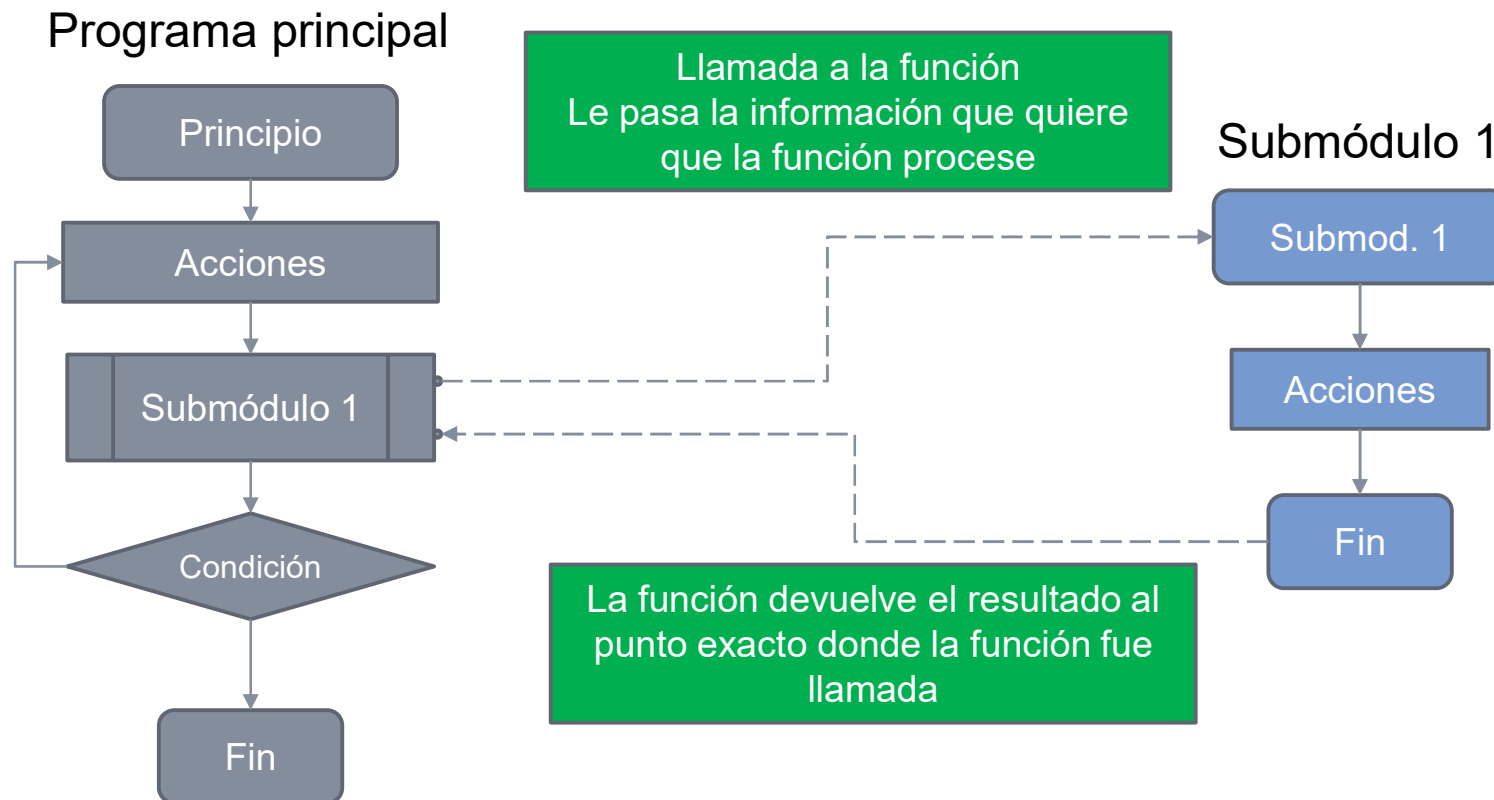 Programa principal
Principio
Acciones
Submódulo 1
Condición
Fin
Llamada a la función
Le pasa la información que quiere
que la función procese
La función devuelve el resultado al
punto exacto donde la función fue
llamada
Submódulo 1
Submod. 1
Acciones
Fin